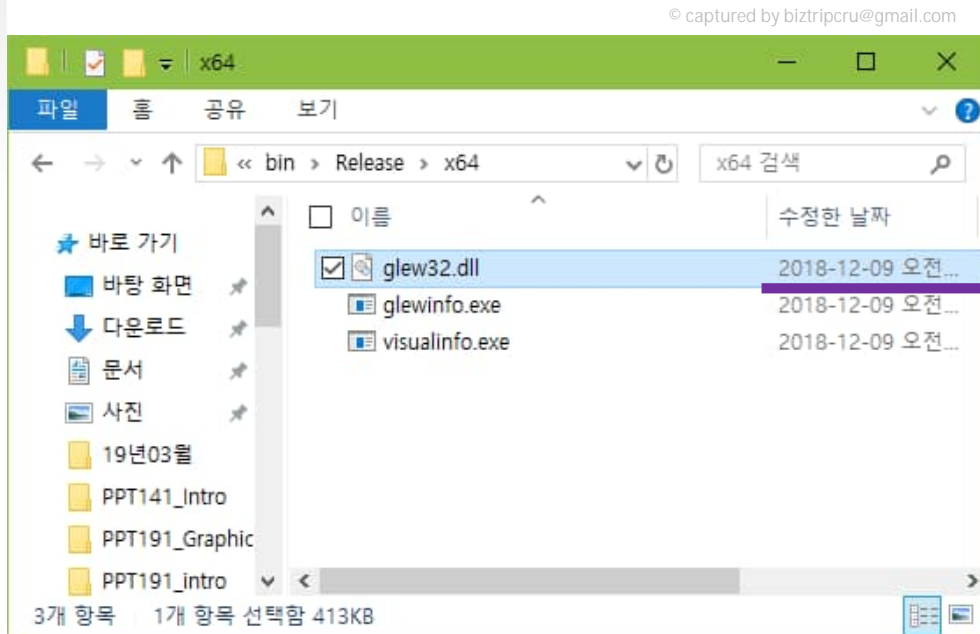 © captured by biztripcru@gmail.com
x64
파일 홈 공유 보기
« bin › Release › x64 x64 검색
이름 수정한 날짜
바로 가기
바탕 화면
다운로드
문서
사진
19년03월
PPT141_Intro
PPT191_Graphic
PPT191_intro
glew32.dll 2018-12-09 오전...
glewinfo.exe 2018-12-09 오전...
visualinfo.exe 2018-12-09 오전...
3개 항목 1개 항목 선택함 413KB